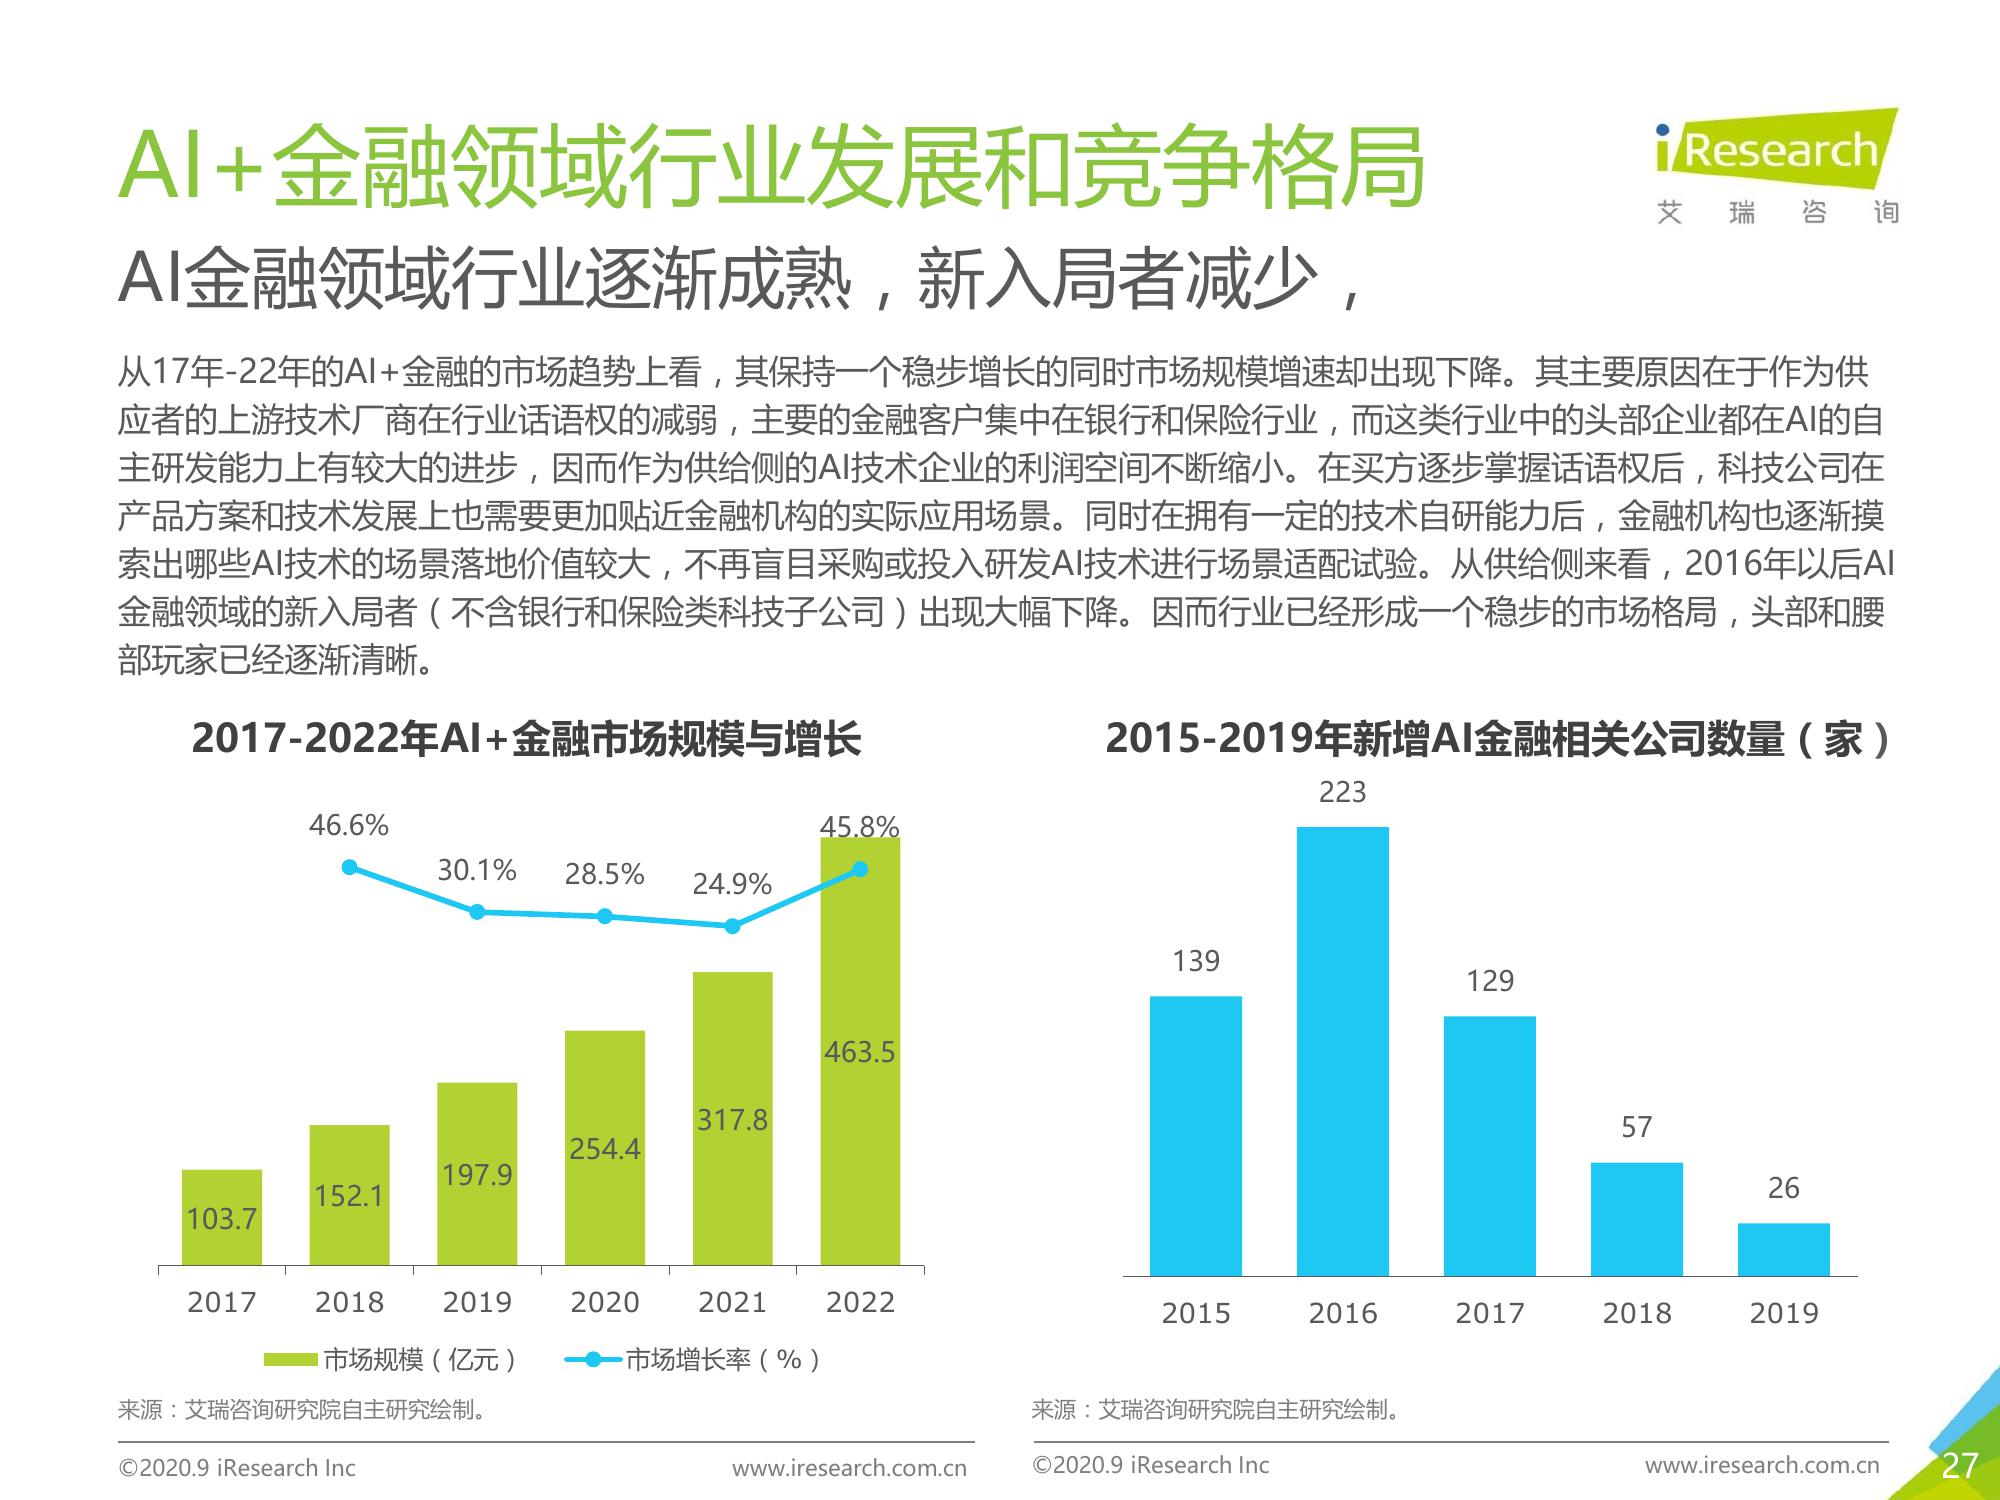 AI+金融领域行业发展和竞争格局
iResearch
艾瑞咨询
AI金融领域行业逐渐成熟，新入局者减少，
从17年-22年的AI+金融的市场趋势上看，其保持一个稳步增长的同时市场规模增速却出现下降。其主要原因在于作为供
应者的上游技术厂商在行业话语权的减弱，主要的金融客户集中在银行和保险行业，而这类行业中的头部企业都在AI的自
主研发能力上有较大的进步，因而作为供给侧的AI技术企业的利润空间不断缩小。在买方逐步掌握话语权后，科技公司在
产品方案和技术发展上也需要更加贴近金融机构的实际应用场景。同时在拥有一定的技术自研能力后，金融机构也逐渐摸
索出哪些AI技术的场景落地价值较大，不再盲目采购或投入研发AI技术进行场景适配试验。从供给侧来看，2016年以后AI
金融领域的新入局者（不含银行和保险类科技子公司）出现大幅下降。因而行业已经形成一个稳步的市场格局，头部和腰
部玩家已经逐渐清晰。
2017-2022年AI+金融市场规模与增长
46.6%
30.1%
28.5%
24.9%
45.8%
103.7
152.1
197.9
254.4
317.8
463.5
2017 2018 2019 2020 2021 2022
市场规模（亿元） 市场增长率（%）
来源：艾瑞咨询研究院自主研究绘制。
©2020.9 iResearch Inc www.iresearch.com.cn
2015-2019年新增AI金融相关公司数量（家）
139
223
129
57
26
2015 2016 2017 2018 2019
来源：艾瑞咨询研究院自主研究绘制。
©2020.9 iResearch Inc www.iresearch.com.cn
27